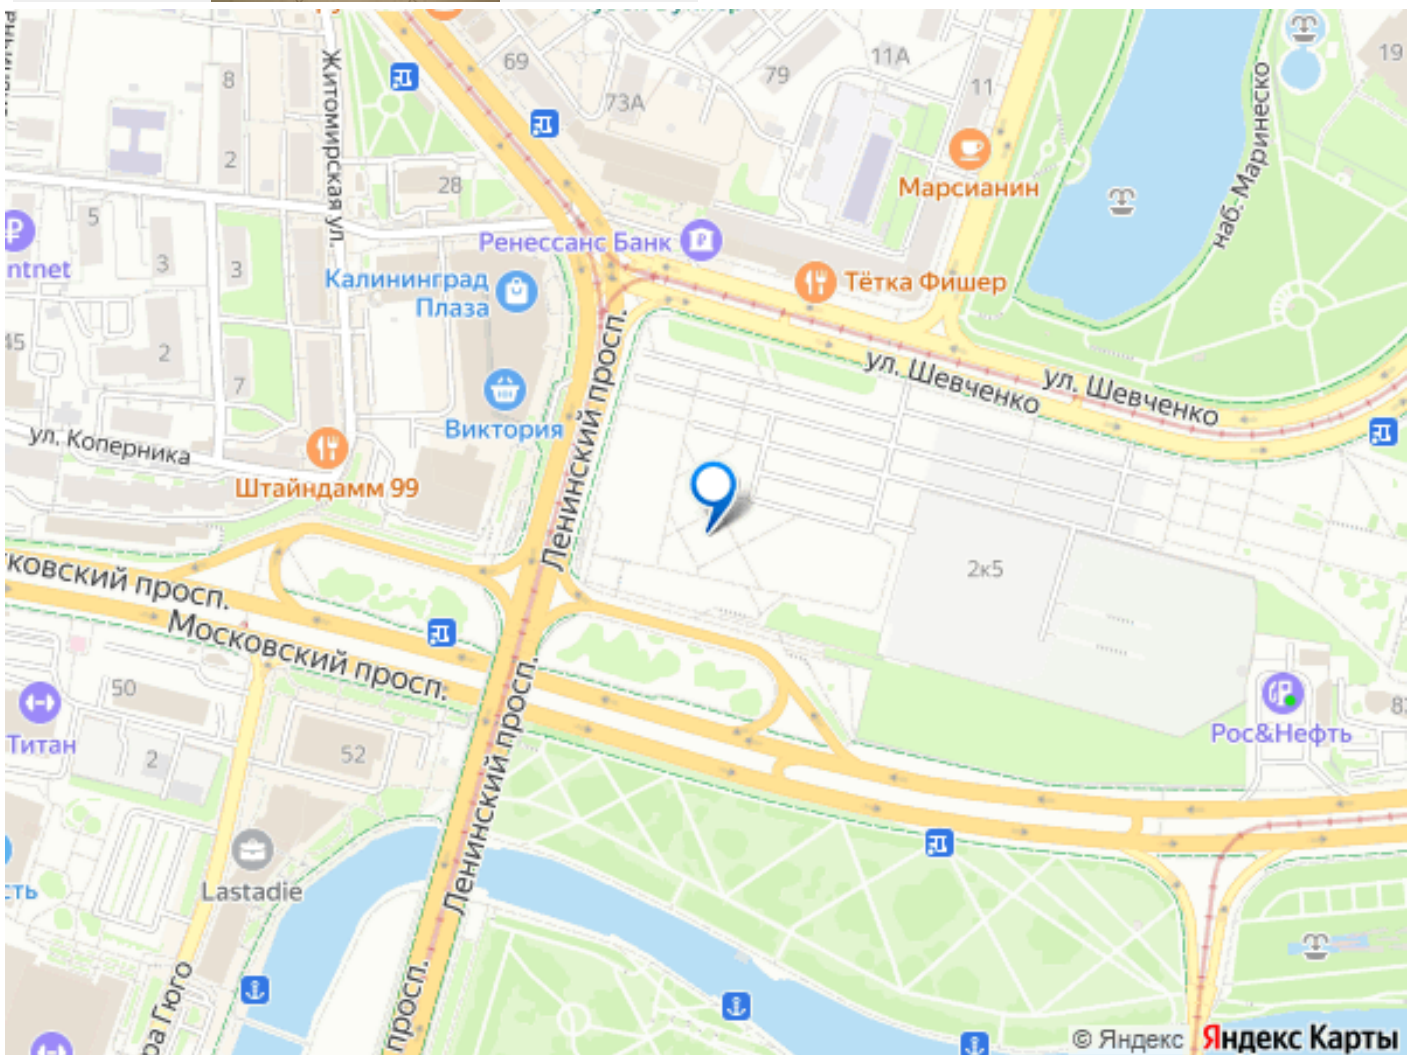 69
11А
79
73А
11
19
8
2
Житомирская ул.
28
Марсианин
наб. Маринеско
5
ntnet
3
3
Ренессанс Банк
Калининград
Плаза
Тётка Фишер
45
2
7
ул. Шевченко
ул. Шевченко
Ленинский просп.
Виктория
ул. Коперника
Штайндамм 99
2к5
ковский просп.
Московский просп.
50
Титан
2
52
Ленинский просп.
Рос&Нефть
83
Lastadie
сть
ра Гюго
просп.
© Яндекс Яндекс Карты